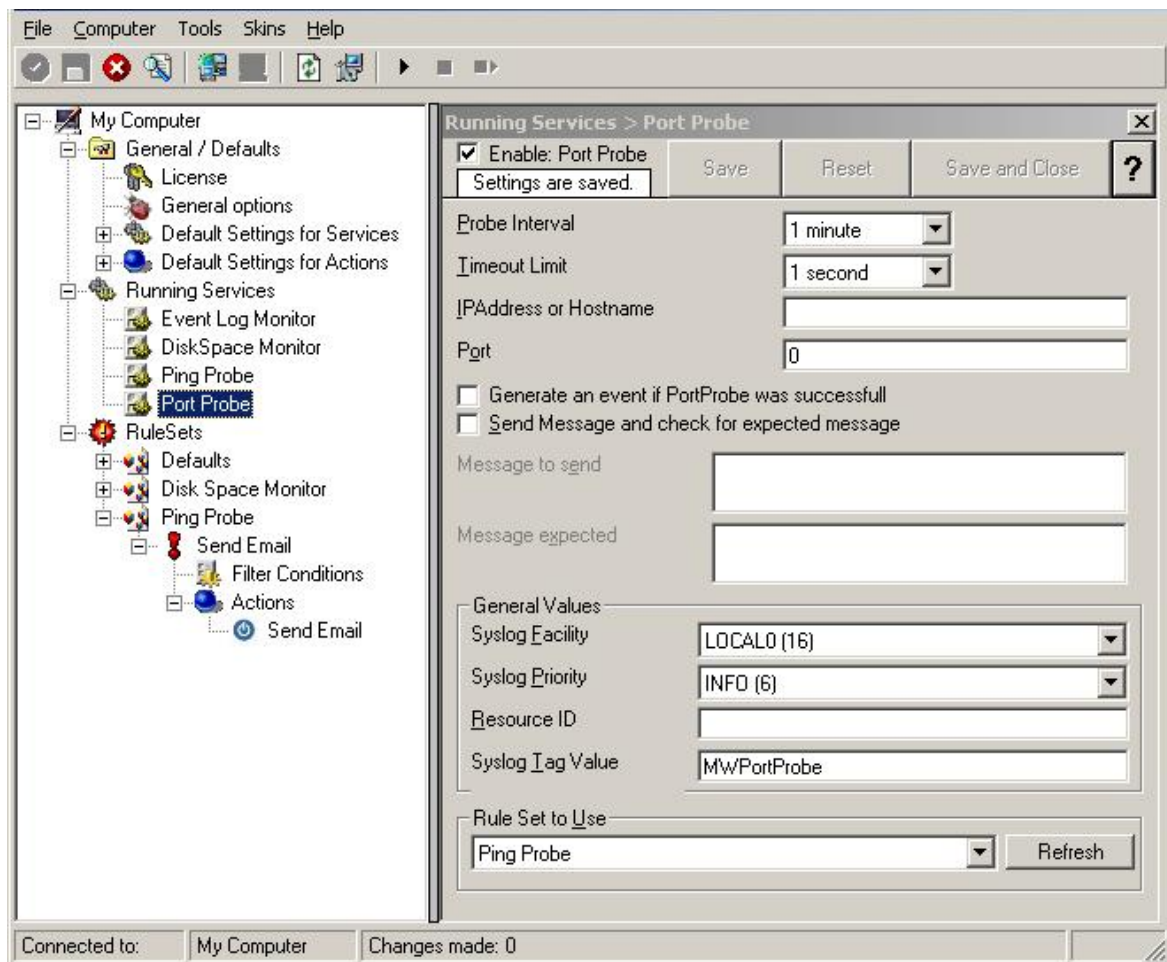 File Computer Tools Skins Help
My Computer
General / Defaults
License
General options
Default Settings for Services
Default Settings for Actions
Running Services
Event Log Monitor
DiskSpace Monitor
Ping Probe
Port Probe
RuleSets
Defaults
Disk Space Monitor
Ping Probe
Send Email
Filter Conditions
Actions
Send Email
Running Services > Port Probe
Enable: Port Probe
Settings are saved.
Save
Reset
Save and Close
?
Probe Interval
1 minute
Timeout Limit
1 second
IPAddress or Hostname
Port
0
Generate an event if PortProbe was successfull
Send Message and check for expected message
Message to send
Message expected
General Values
Syslog Facility
LOCAL0 (16)
Syslog Priority
INFO (6)
Resource ID
Syslog Tag Value
MWPortProbe
Rule Set to Use
Ping Probe
Refresh
Connected to: My Computer Changes made: 0